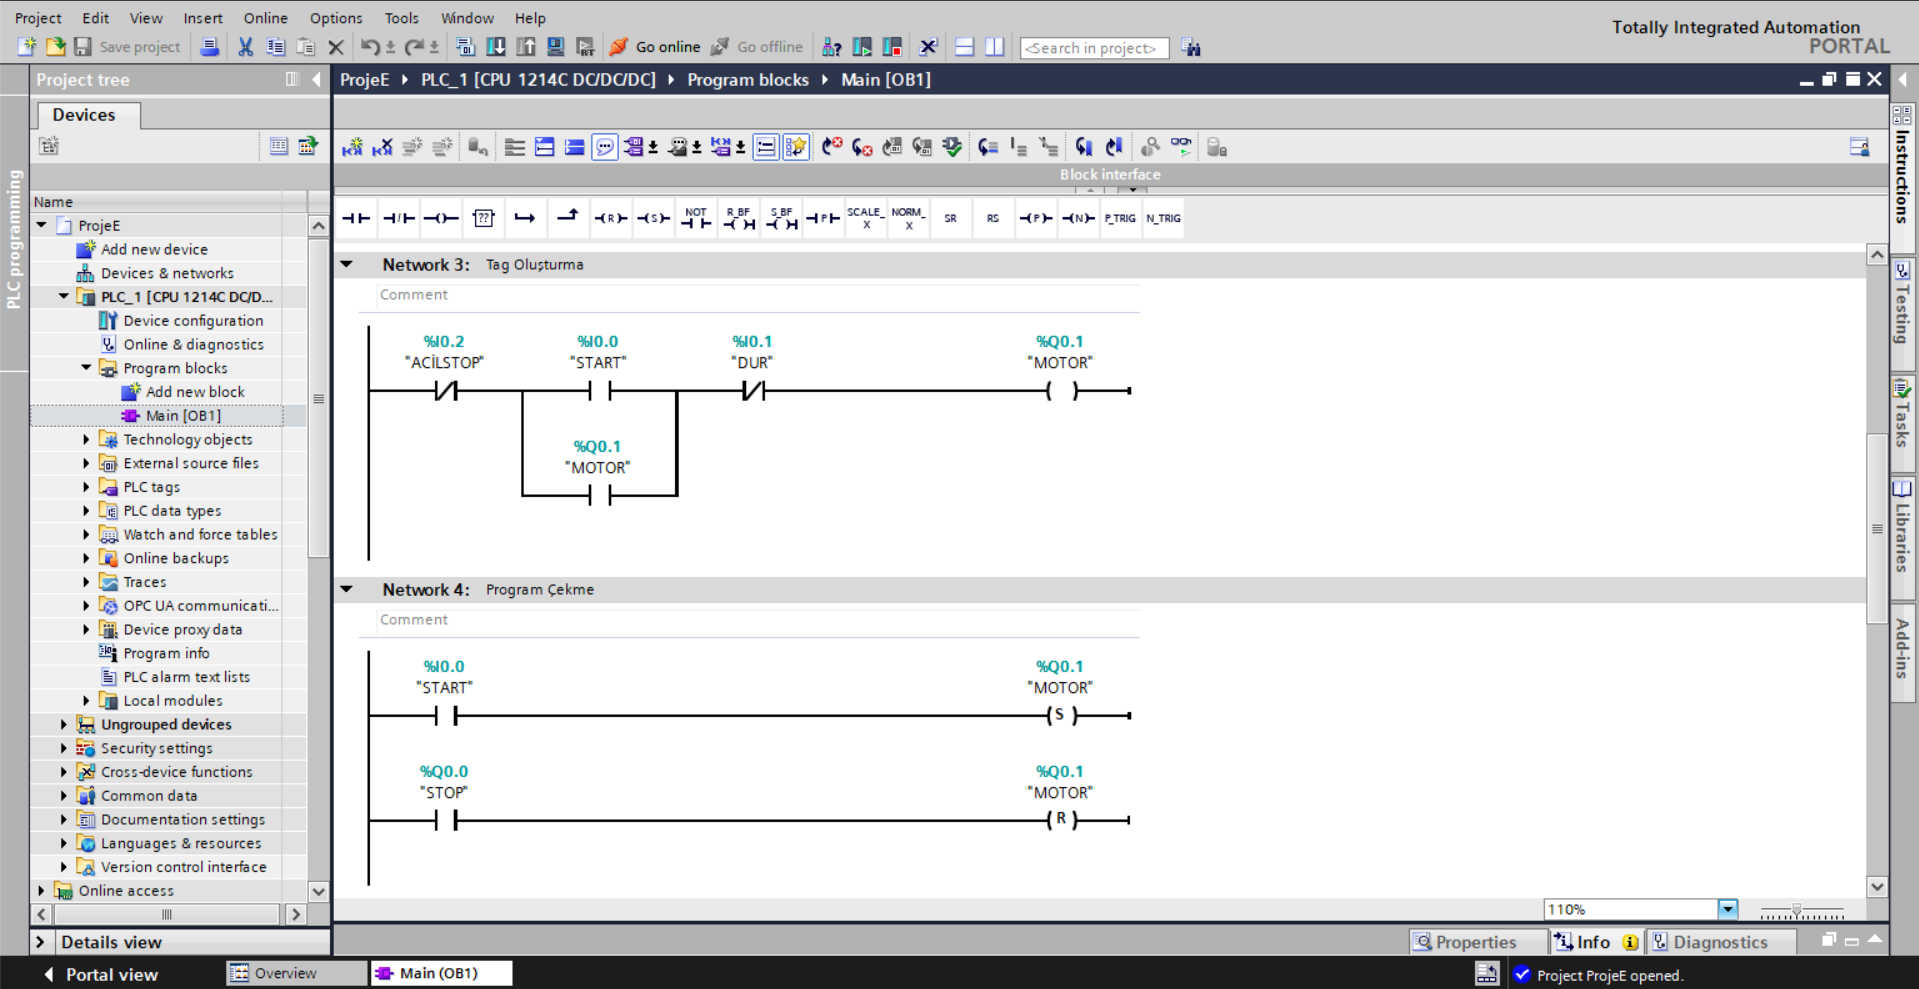 Project Edit View Insert Online Options Tools Window Help
Totally Integrated Automation
PORTAL
Save project
Go online
Go offline
<Search in project>
Project tree
ProjeE
PLC_1 [CPU 1214C DC/DC/DC]
Program blocks
Main [OB1]
Devices
PLC programming
Block interface
Name
ProjeE
Add new device
Devices & networks
PLC_1 [CPU 1214C DC/D...
Device configuration
Online & diagnostics
Program blocks
Add new block
Main [OB1]
Technology objects
External source files
PLC tags
PLC data types
Watch and force tables
Online backups
Traces
OPC UA communicati...
Device proxy data
Program info
PLC alarm text lists
Local modules
Ungrouped devices
Security settings
Cross-device functions
Common data
Documentation settings
Languages & resources
Version control interface
Online access
Details view
?? R S NOT R_BF S_BF P SCALE_X NORM_X SR RS P N P_TRIG N_TRIG
Network 3: Tag Oluşturma
Comment
%I0.2 %I0.0 %I0.1 %Q0.1
"ACİLSTOP" "START" "DUR" "MOTOR"
%Q0.1
"MOTOR"
Network 4: Program Çekme
Comment
%I0.0 %Q0.1
"START" "MOTOR"
S
%Q0.0 %Q0.1
"STOP" "MOTOR"
R
110%
Instructions
Testing
Tasks
Libraries
Add-ins
Properties
Info
Diagnostics
Portal view
Overview
Main (OB1)
Project ProjeE opened.